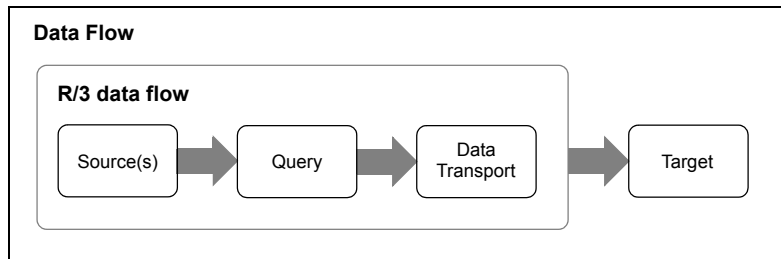 Data Flow
R/3 data flow
Source(s)
Query
Data
Transport
Target